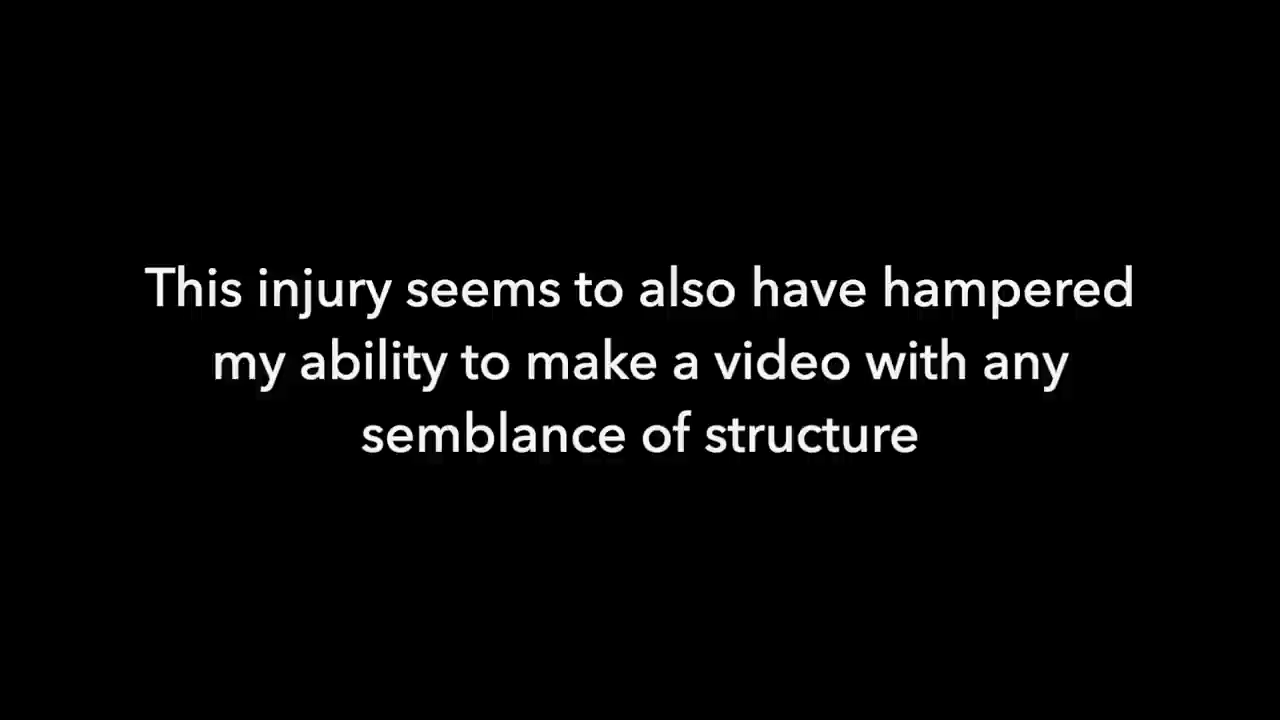 This injury seems to also have hampered
my ability to make a video with any
semblance of structure